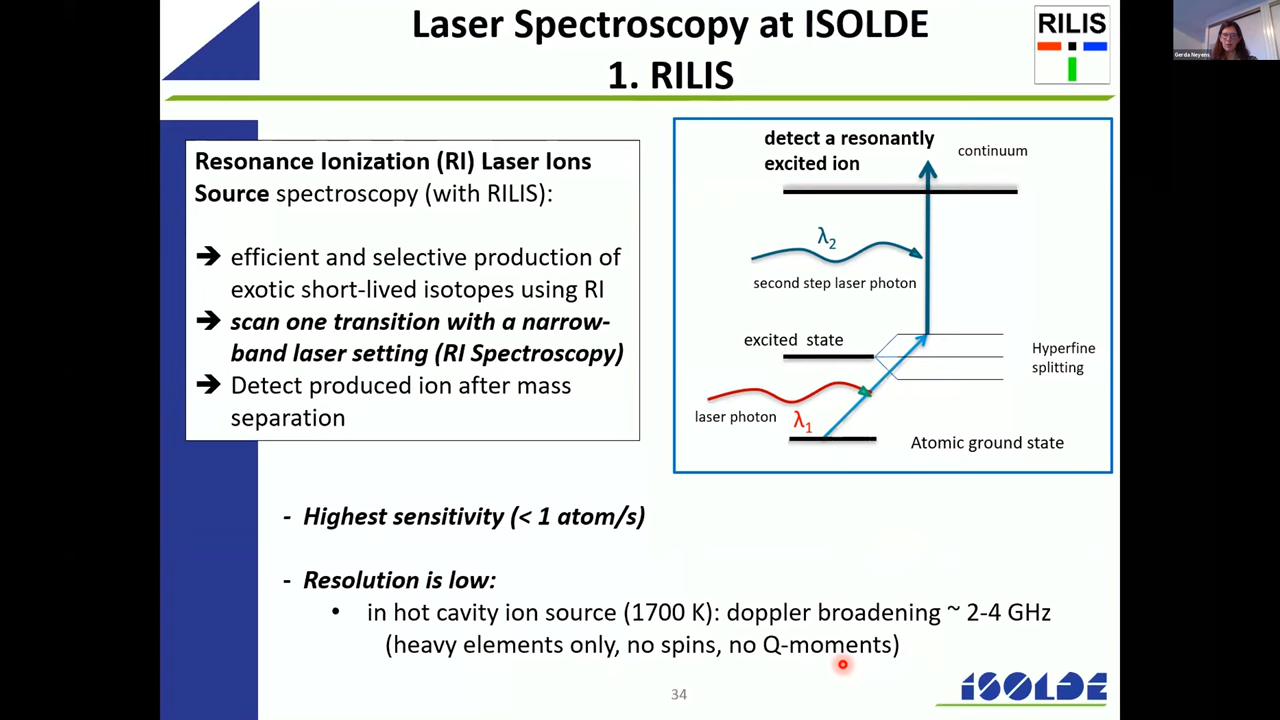 Laser Spectroscopy at ISOLDE
1. RILIS
RILIS
Gerda Neyens
Resonance Ionization (RI) Laser Ions
Source spectroscopy (with RILIS):
➔ efficient and selective production of
exotic short-lived isotopes using RI
➔ scan one transition with a narrow-
band laser setting (RI Spectroscopy)
➔ Detect produced ion after mass
separation
detect a resonantly
excited ion
continuum
λ2
second step laser photon
excited state
Hyperfine
splitting
laser photon
λ1
Atomic ground state
- Highest sensitivity (< 1 atom/s)
- Resolution is low:
• in hot cavity ion source (1700 K): doppler broadening ~ 2-4 GHz
(heavy elements only, no spins, no Q-moments)
34
ISOLDE